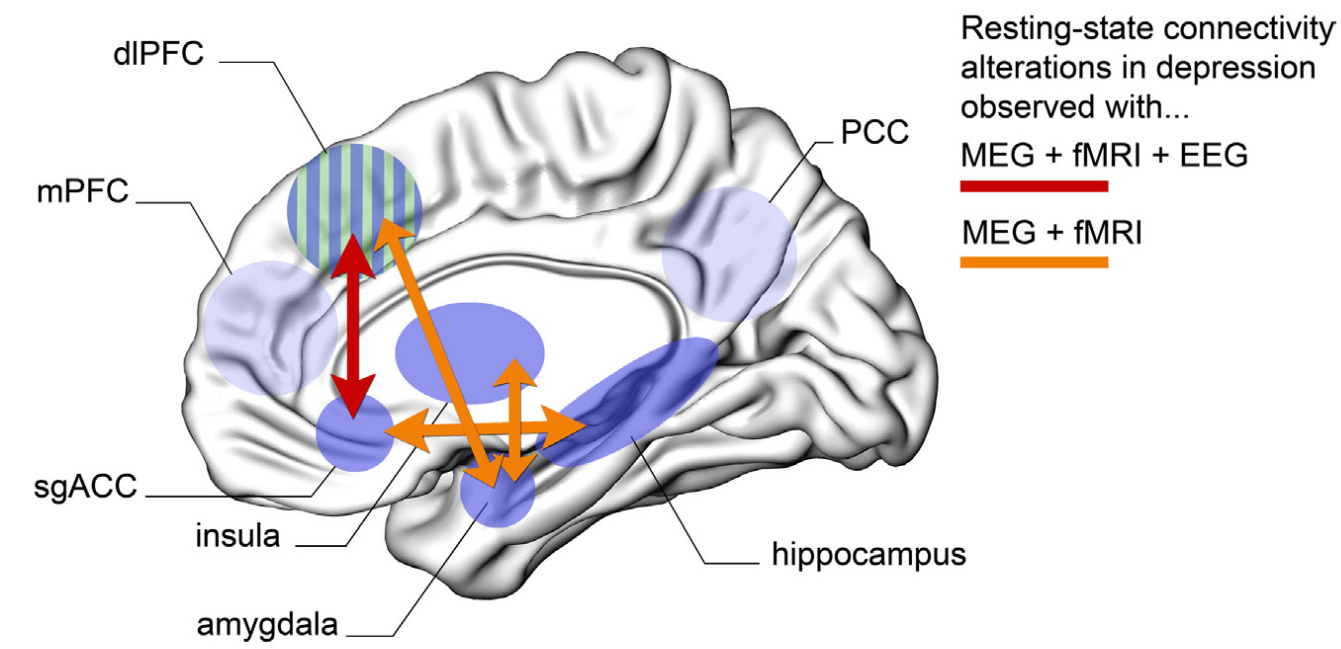 dlPFC
mPFC
sgACC
insula
amygdala
hippocampus
PCC
Resting-state connectivity
alterations in depression
observed with...
MEG + fMRI + EEG
MEG + fMRI